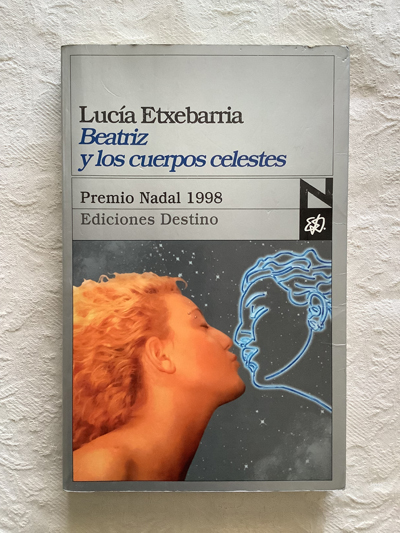 Lucía Etxebarria
Beatriz
y los cuerpos celestes
Premio Nadal 1998
Ediciones Destino
N